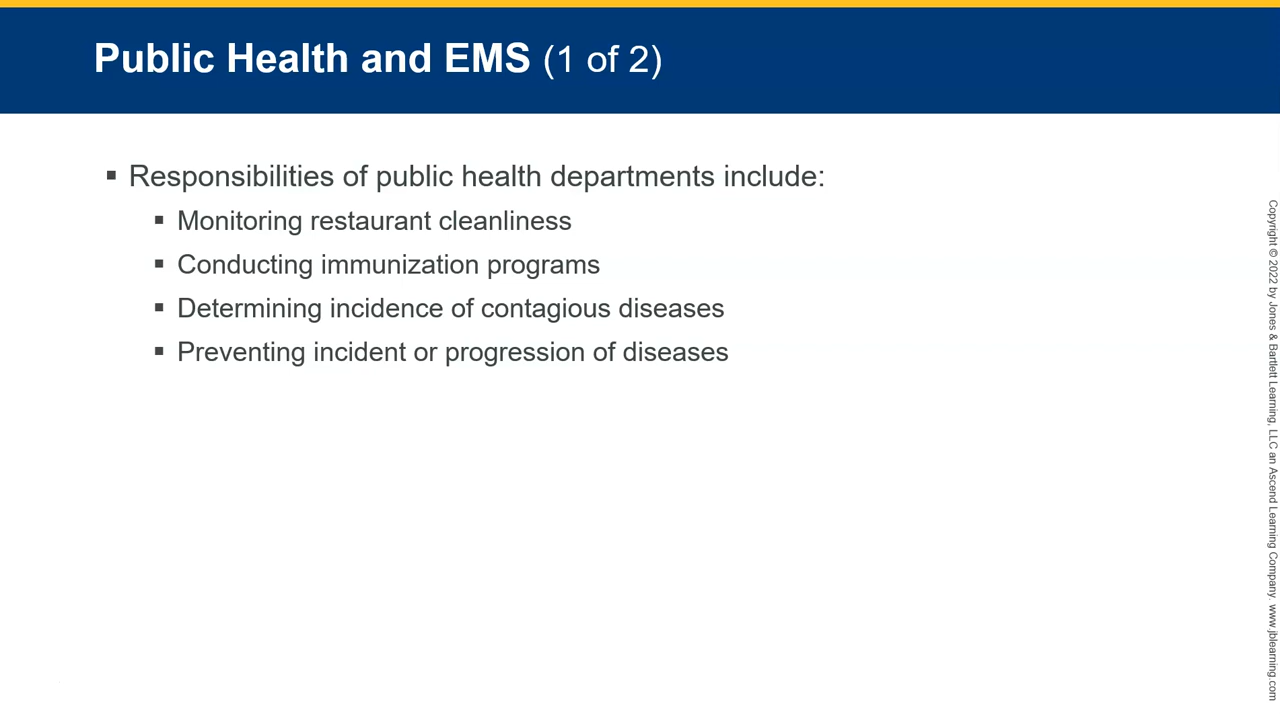 Public Health and EMS (1 of 2)
▪ Responsibilities of public health departments include:
▪ Monitoring restaurant cleanliness
▪ Conducting immunization programs
▪ Determining incidence of contagious diseases
▪ Preventing incident or progression of diseases
Copyright © 2022 by Jones & Bartlett Learning, LLC an Ascend Learning Company. www.jblearning.com